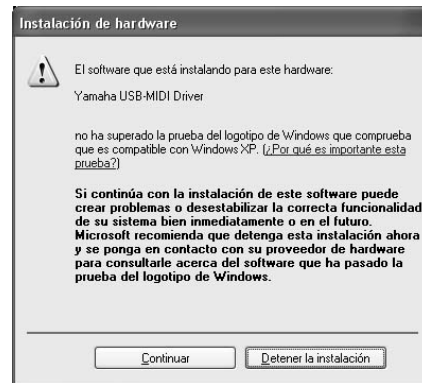 Instalación de hardware
El software que está instalando para este hardware:
Yamaha USB-MIDI Driver
no ha superado la prueba del logotipo de Windows que comprueba
que es compatible con Windows XP. (¿Por qué es importante esta
prueba?)
Si continúa con la instalación de este software puede
crear problemas o desestabilizar la correcta funcionalidad
de su sistema bien inmediatamente o en el futuro.
Microsoft recomienda que detenga esta instalación ahora
y se ponga en contacto con su proveedor de hardware
para consultarle acerca del software que ha pasado la
prueba del logotipo de Windows.
Continuar
Detener la instalación